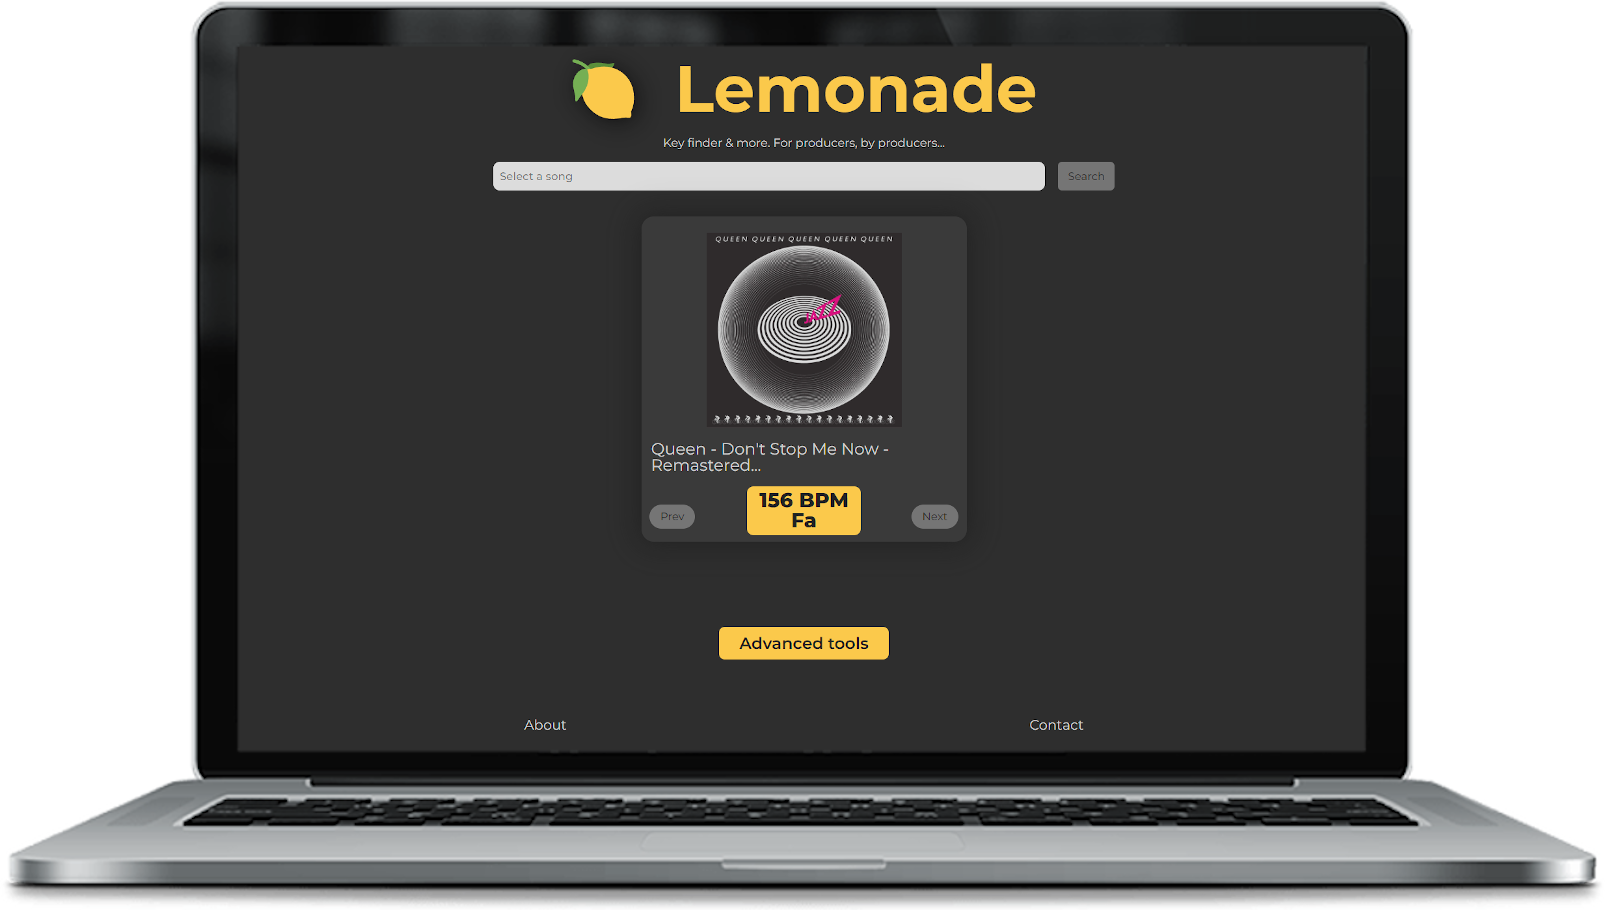 Lemonade
Key finder & more. For producers, by producers...
Select a song
Search
QUEEN QUEEN QUEEN QUEEN QUEEN
jazz
Queen - Don't Stop Me Now -
Remastered...
156 BPM
Fa
Prev
Next
Advanced tools
About
Contact